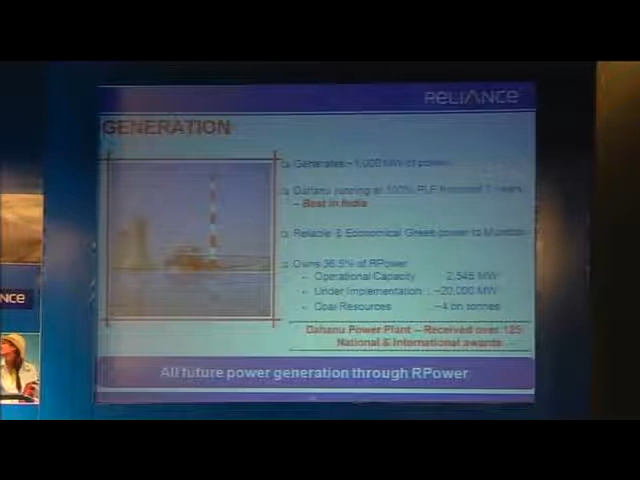 RELIANCE
GENERATION
Generates ~ 1,000 MW of power
Dahanu running at 100% PLF for years
– Best in India
Reliable & Economical Green power to Mumbai
Owns 36.5% of RPower
- Operational Capacity : 2,545 MW
- Under Implementation : ~20,000 MW
- Coal Resources : ~4 bn tonnes
Dahanu Power Plant – Received over 125
National & International awards
All future power generation through RPower
NCE